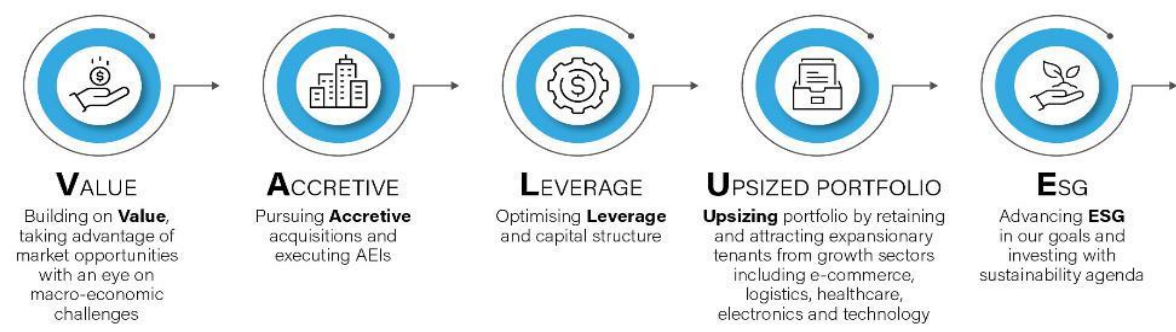 VALUE
Building on Value,
taking advantage of
market opportunities
with an eye on
macro-economic
challenges
ACCRETIVE
Pursuing Accretive
acquisitions and
executing AEIs
LEVERAGE
Optimising Leverage
and capital structure
UPSIZED PORTFOLIO
Upsizing portfolio by retaining
and attracting expansionary
tenants from growth sectors
including e-commerce,
logistics, healthcare,
electronics and technology
ESG
Advancing ESG
in our goals and
investing with
sustainability agenda